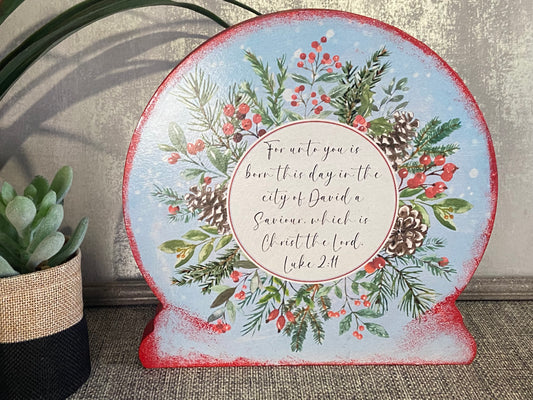 For unto you is
born this day in the
city of David a
Saviour, which is
Christ the Lord.
Luke 2:11